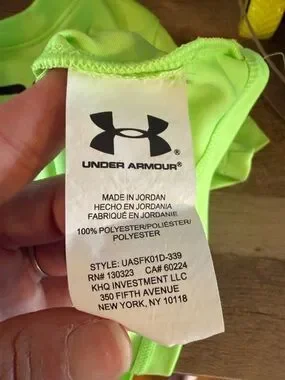 UNDER ARMOUR®
MADE IN JORDAN
HECHO EN JORDANIA
FABRIQUÉ EN JORDANIE
100% POLYESTER/POLIÉSTER/
POLYESTER
STYLE: UASFK01D-339
RN# 130323 CA# 60224
KHQ INVESTMENT LLC
350 FIFTH AVENUE
NEW YORK, NY 10118